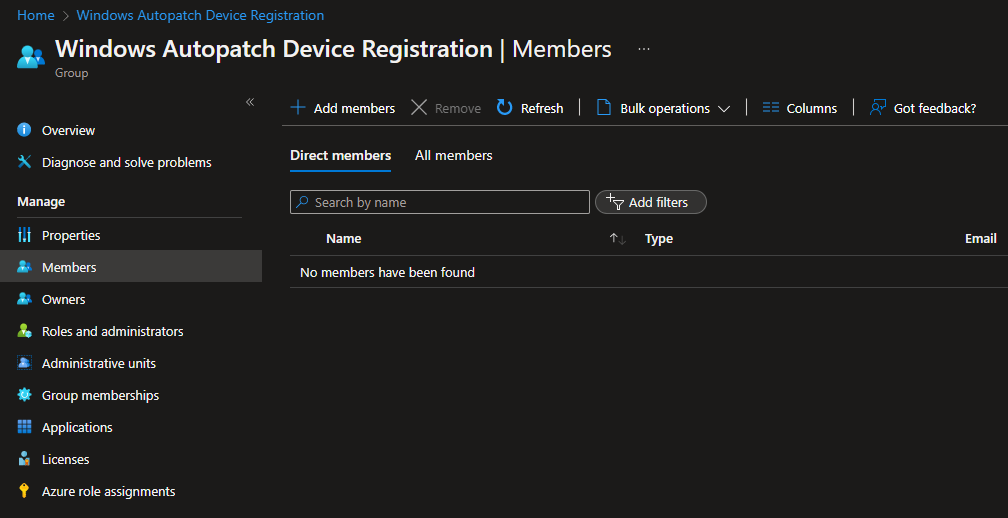 Home > Windows Autopatch Device Registration
Windows Autopatch Device Registration | Members ...
Group
«
Overview
Diagnose and solve problems
Manage
Properties
Members
Owners
Roles and administrators
Administrative units
Group memberships
Applications
Licenses
Azure role assignments
Add members Remove Refresh Bulk operations Columns Got feedback?
Direct members All members
Search by name Add filters
Name Type Email
No members have been found